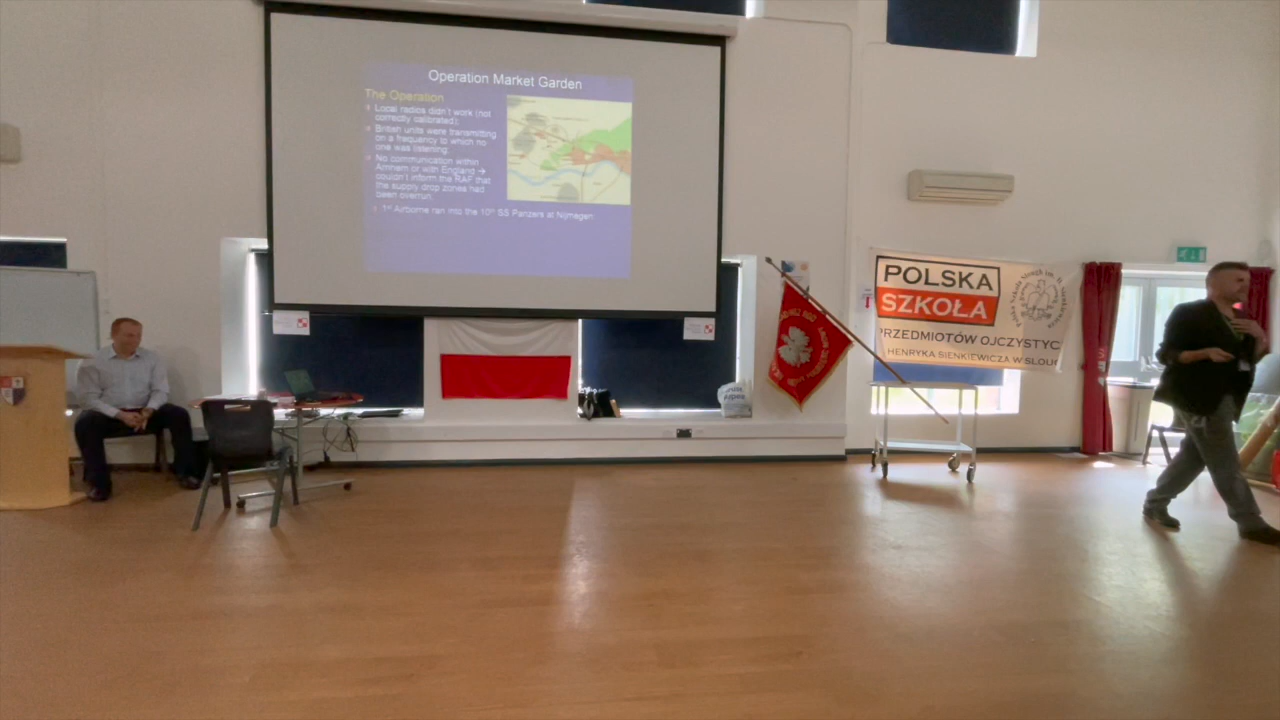 Operation Market Garden
The Operation
Local radios didn't work (not
correctly calibrated).
British units were transmitting
on a frequency to which no
one was listening.
No communication within
Arnhem or with England →
couldn't inform the RAF that
the supply drop zones had
been overrun.
1st Airborne ran into the 10th SS Panzers at Nijmegen
POLSKA
SZKOŁA
PRZEDMIOTÓW OJCZYSTYC
HENRYKA SIENKIEWICZA W SLOUG